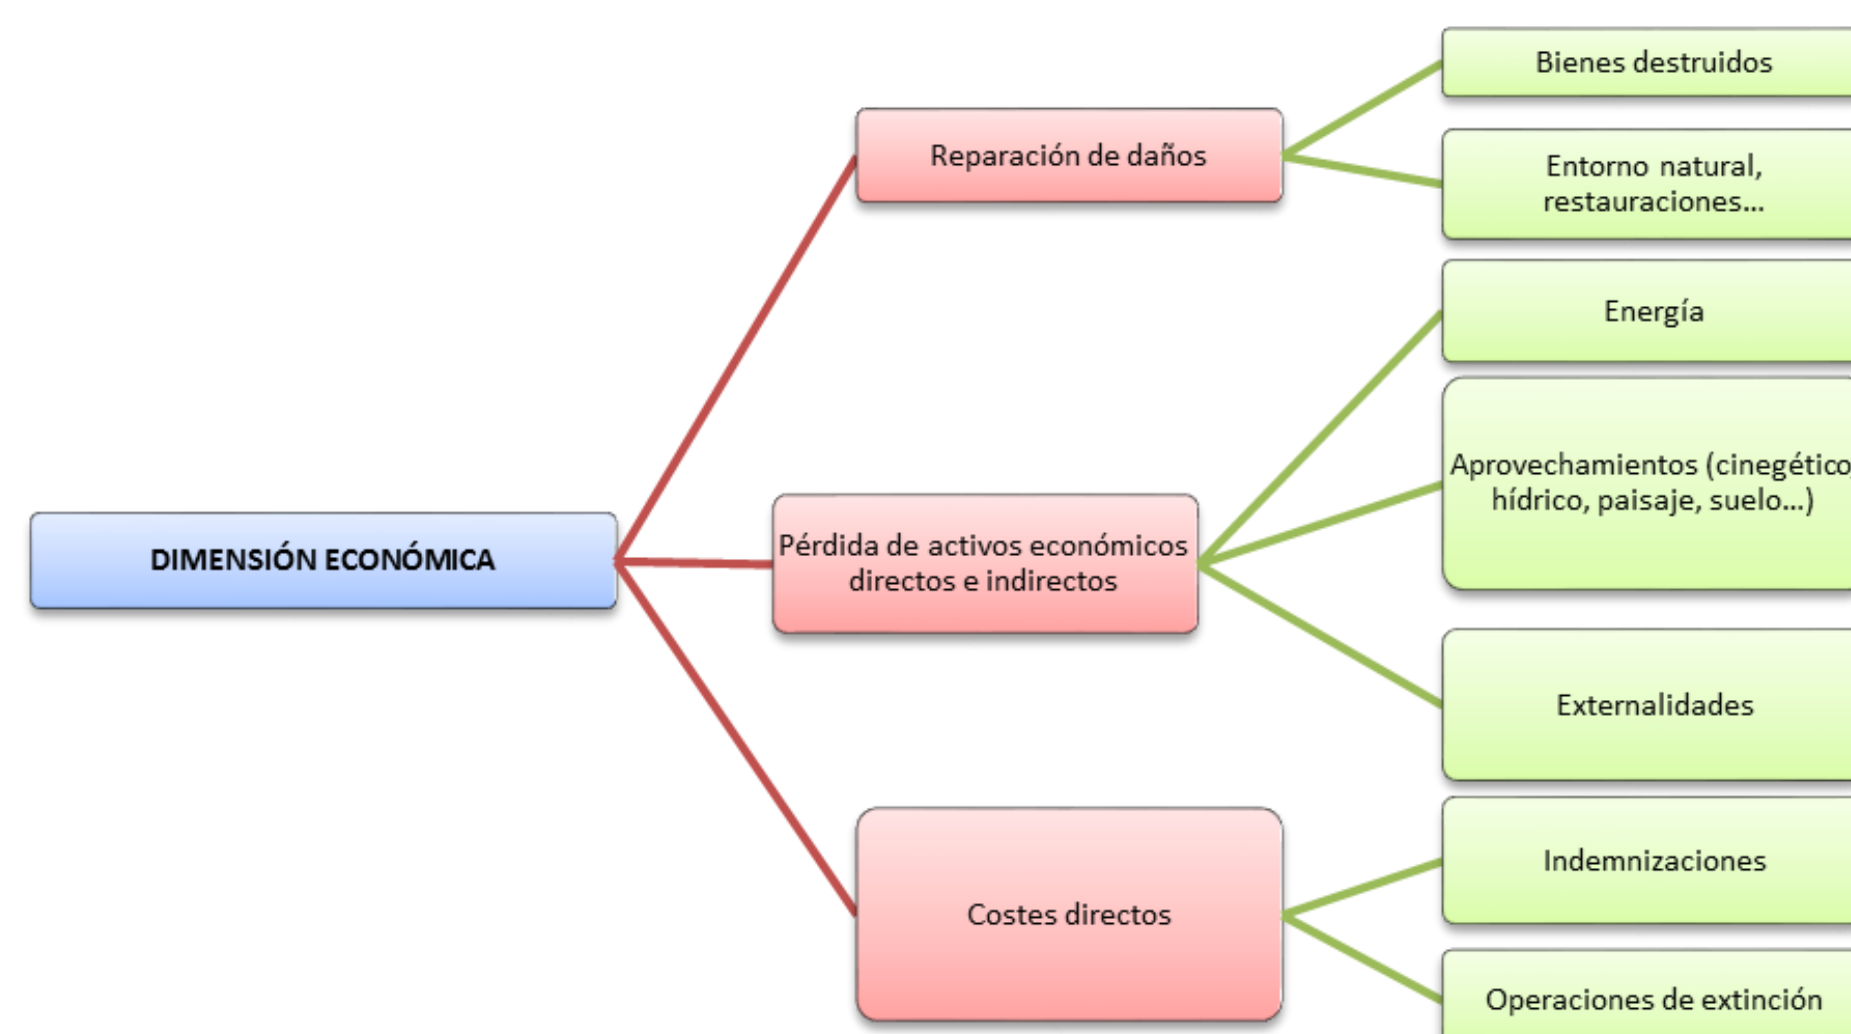 DIMENSIÓN ECONÓMICA
Reparación de daños
Bienes destruidos
Entorno natural,
restauraciones...
Pérdida de activos económicos
directos e indirectos
Energía
Aprovechamientos (cinegético,
hídrico, paisaje, suelo...)
Externalidades
Costes directos
Indemnizaciones
Operaciones de extinción